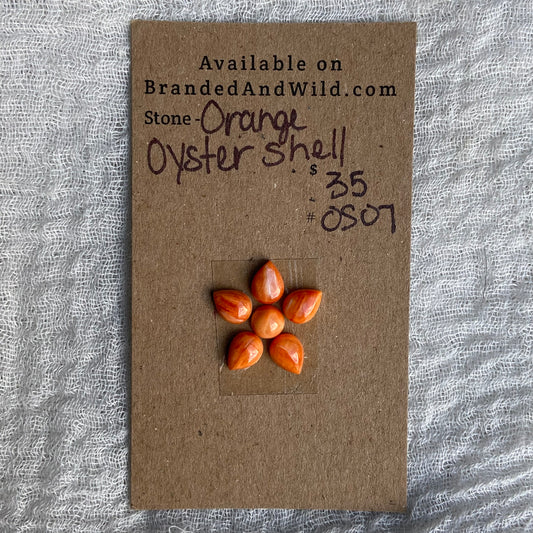 Available on
BrandedAndWild.com
Stone-Orange
Oyster Shell
$ 35
# OS07